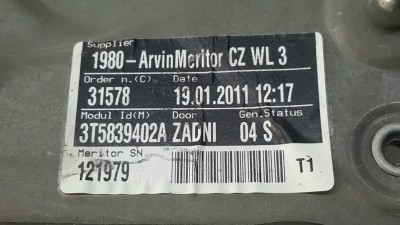 Supplier
1980-ArvinMeritor CZ WL 3
Order n.(C) Date
31578 19.01.2011 12:17
Modul Id(M) Door Gen.Status
3T5839402A ZADNI 04 S
Meritor SN
121979 T1